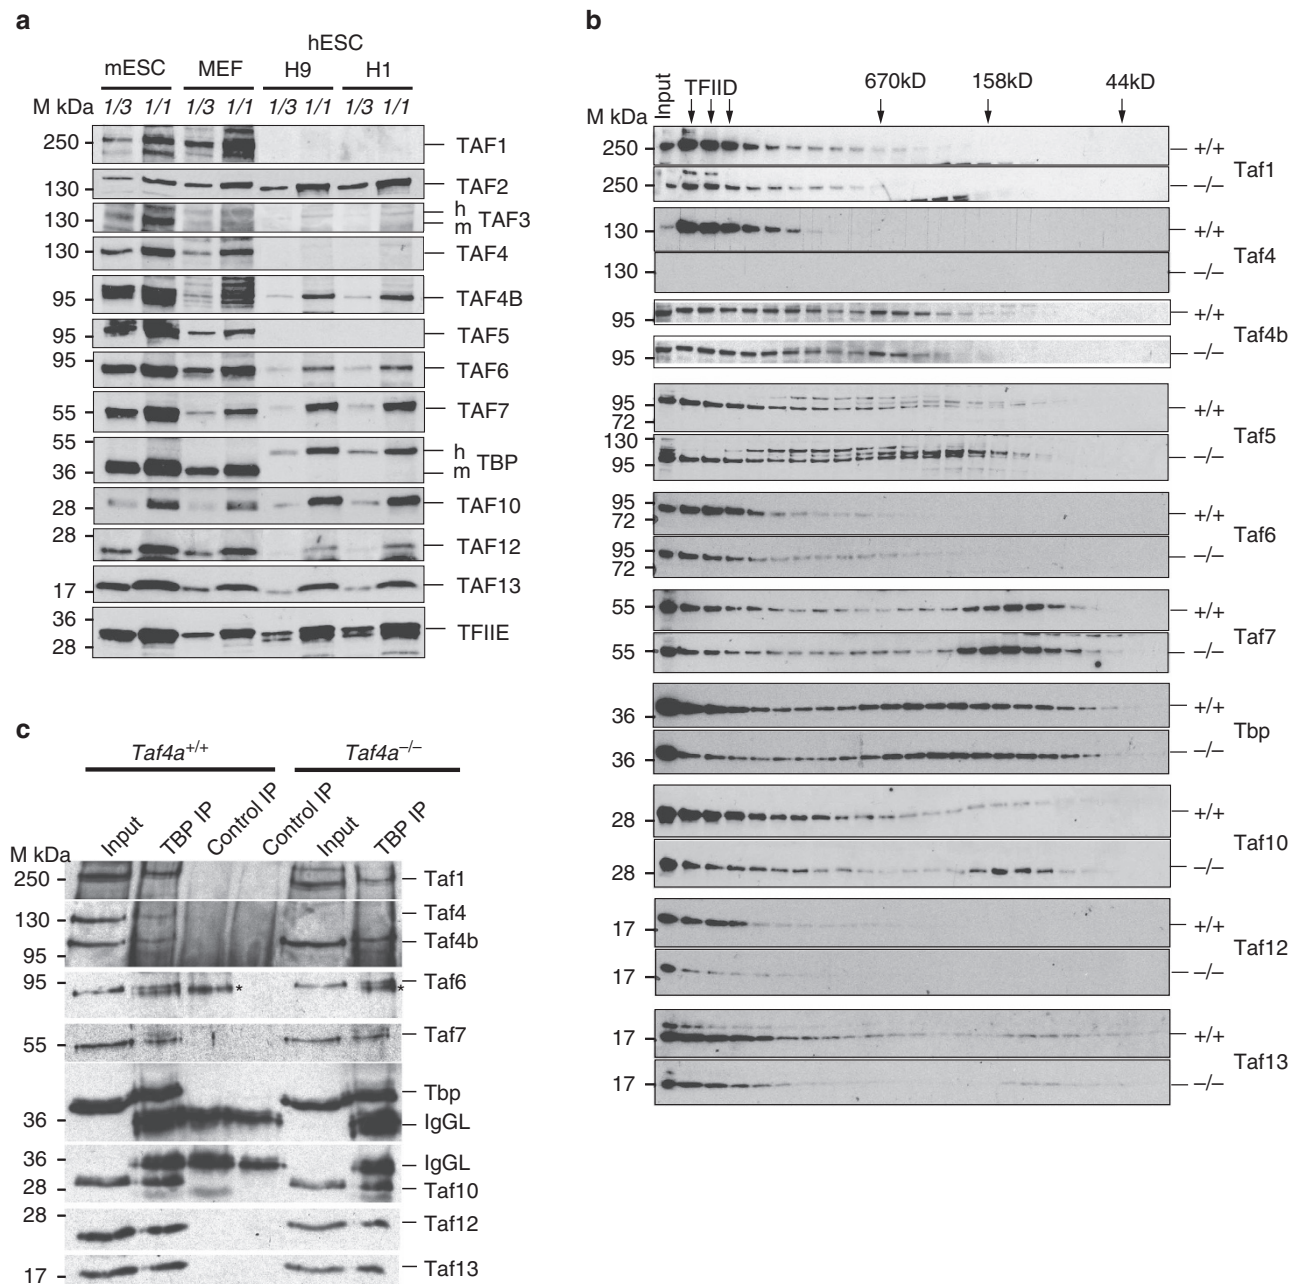 a
hESC
mESC MEF H9 H1
M kDa 1/3 1/1 1/3 1/1 1/3 1/1 1/3 1/1
250 TAF1
130 TAF2
130 h m TAF3
130 TAF4
95 TAF4B
95 TAF5
95 TAF6
55 TAF7
55 36 h m TBP
28 TAF10
28 TAF12
17 TAF13
36 28 TFIIE
b
M kDa Input TFIID 670kD 158kD 44kD
250 +/+
Taf1
250 –/–
130 +/+
Taf4
130 –/–
95 +/+
Taf4b
95 –/–
95 72 +/+
Taf5
130 95 –/–
95 72 +/+
Taf6
95 72 –/–
55 +/+
Taf7
55 –/–
36 +/+
Tbp
36 –/–
28 +/+
Taf10
28 –/–
17 +/+
Taf12
17 –/–
17 +/+
Taf13
17 –/–
c
Taf4a+/+ Taf4a–/–
M kDa Input TBP IP Control IP Control IP Input TBP IP
250 Taf1
130 Taf4
Taf4b
95
95 * * Taf6
55 Taf7
Tbp
36 IgGL
36 IgGL
28 Taf10
28 Taf12
17 Taf13